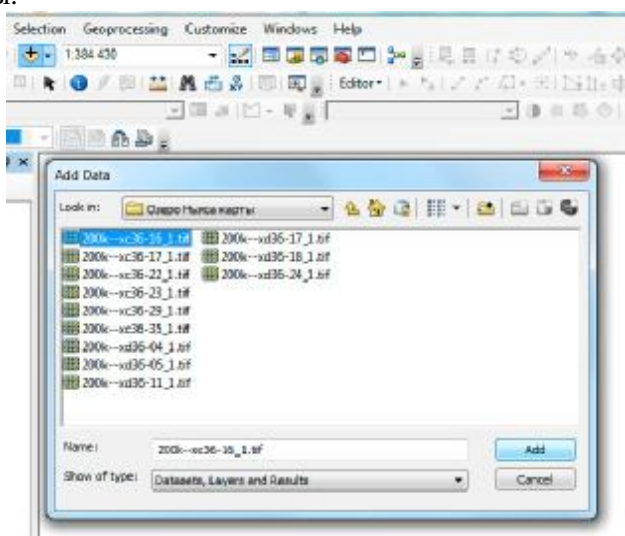 Selection Geoprocessing Customize Windows Help
1:384 430
Editor
Add Data
Look in: Озеро Ньяса карты
200k--xc36-16_1.tif 200k--xd36-17_1.tif
200k--xc36-17_1.tif 200k--xd36-18_1.tif
200k--xc36-22_1.tif 200k--xd36-24_1.tif
200k--xc36-23_1.tif
200k--xc36-29_1.tif
200k--xc36-35_1.tif
200k--xd36-04_1.tif
200k--xd36-05_1.tif
200k--xd36-11_1.tif
Name: 200k--xc36-16_1.tif Add
Show of type: Datasets, Layers and Results Cancel